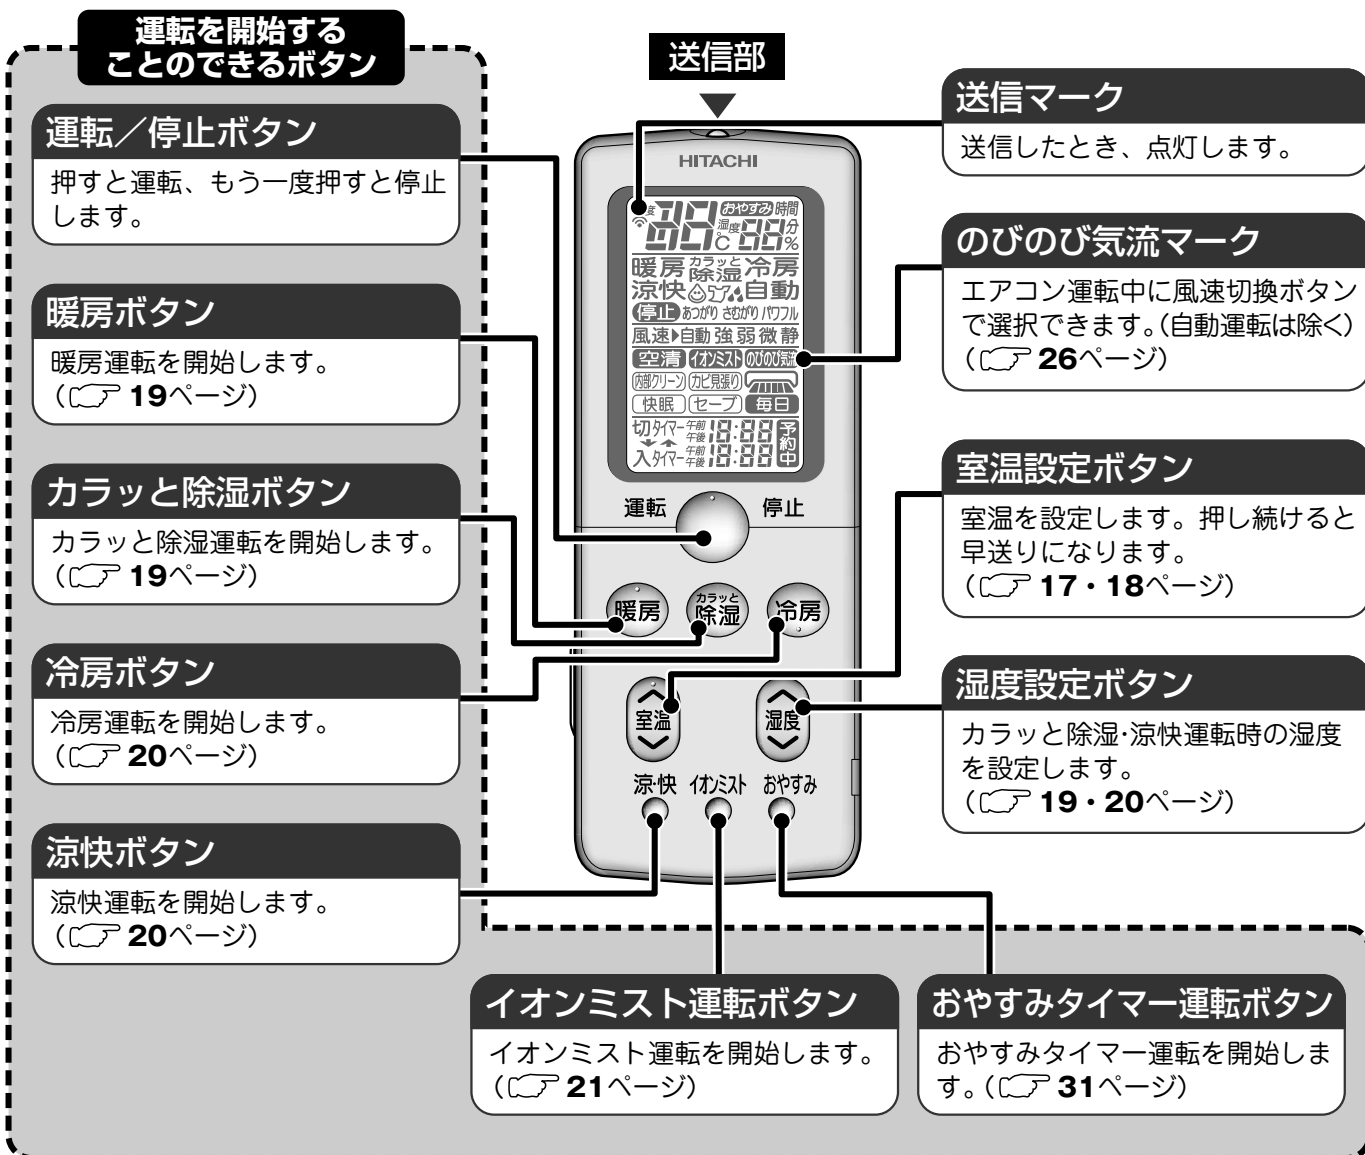 運転を開始する
ことのできるボタン
運転／停止ボタン
押すと運転、もう一度押すと停止
します。
暖房ボタン
暖房運転を開始します。
（19ページ）
カラッと除湿ボタン
カラッと除湿運転を開始します。
（19ページ）
冷房ボタン
冷房運転を開始します。
（20ページ）
涼快ボタン
涼快運転を開始します。
（20ページ）
送信部
HITACHI
度 おやすみ 時間
88 ℃ 湿度 88 分 %
暖房 カラッと除湿 冷房
涼快 自動
停止 あつがり さむがり パワフル
風速▶自動 強 弱 微 静
空清 イオンミスト のびのび気流
内部クリーン カビ見張り
快眠 セーブ 毎日
切タイマー 午前 午後 18:88 予約中
入タイマー 午前 午後 18:88
運転 停止
暖房 カラッと除湿 冷房
室温 湿度
涼・快 イオンミスト おやすみ
送信マーク
送信したとき、点灯します。
のびのび気流マーク
エアコン運転中に風速切換ボタン
で選択できます。（自動運転は除く）
（26ページ）
室温設定ボタン
室温を設定します。押し続けると
早送りになります。
（17・18ページ）
湿度設定ボタン
カラッと除湿・涼快運転時の湿度
を設定します。
（19・20ページ）
イオンミスト運転ボタン
イオンミスト運転を開始します。
（21ページ）
おやすみタイマー運転ボタン
おやすみタイマー運転を開始しま
す。（31ページ）